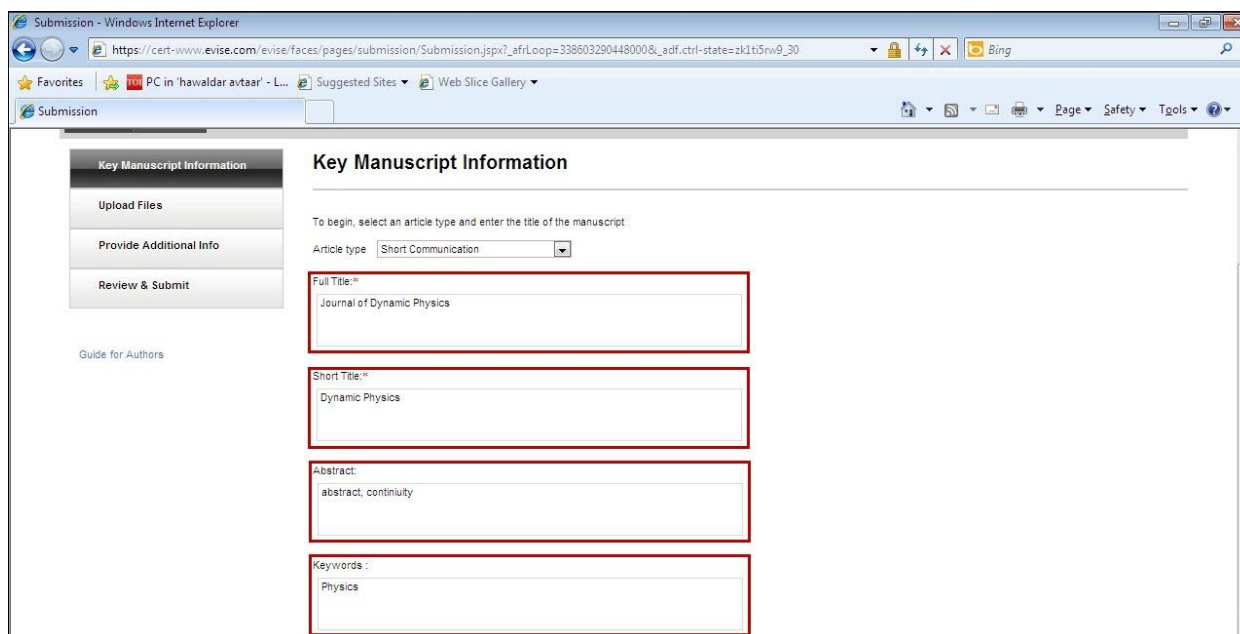 Submission - Windows Internet Explorer
https://cert-www.evise.com/evise/faces/pages/submission/Submission.jspx?_afrLoop=338603290448000&_adf.ctrl-state=zk1ti5rw9_30
Bing
Favorites
TOI PC in 'hawaldar avtaar' - L... Suggested Sites Web Slice Gallery
Submission
Page Safety Tools
Key Manuscript Information
Upload Files
Provide Additional Info
Review & Submit
Guide for Authors
Key Manuscript Information
To begin, select an article type and enter the title of the manuscript
Article type Short Communication
Full Title:*
Journal of Dynamic Physics
Short Title:*
Dynamic Physics
Abstract:
abstract, continiuity
Keywords :
Physics